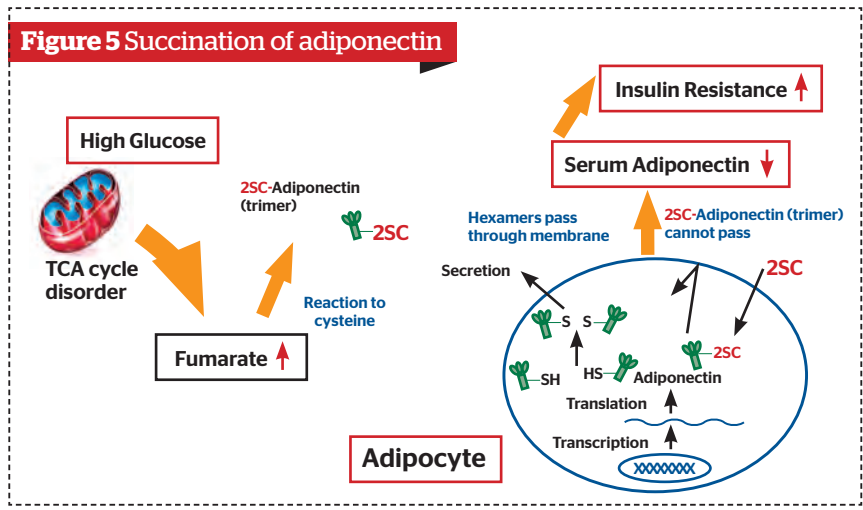 Figure 5 Succination of adiponectin
High Glucose
TCA cycle
disorder
Fumarate
2SC-Adiponectin
(trimer)
2SC
Reaction to
cysteine
Insulin Resistance
Serum Adiponectin
Hexamers pass
through membrane
2SC-Adiponectin (trimer)
cannot pass
Secretion
2SC
S S
2SC
SH
HS
Adiponectin
Translation
Transcription
XXXXXXXX
Adipocyte